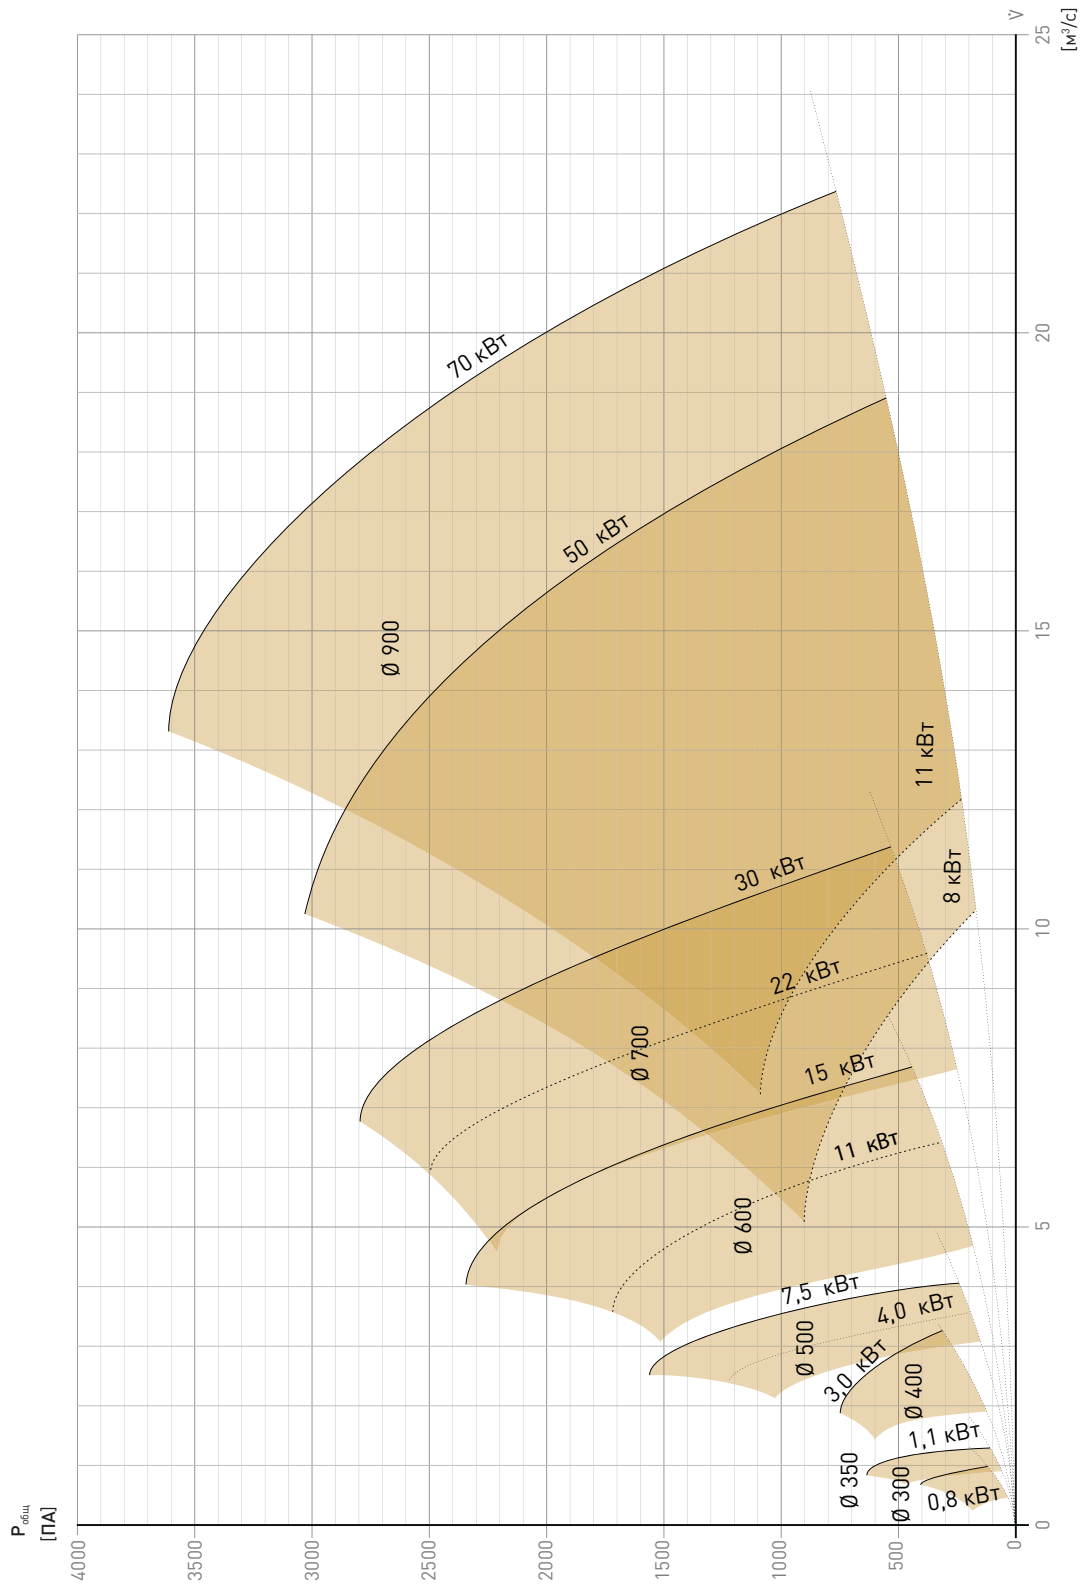 Pобщ
[ПА]
4000
3500
3000
2500
2000
1500
1000
500
0
0
5
10
15
20
25
V̇
[м³/с]
70 кВт
50 кВт
Ø 900
11 кВт
8 кВт
30 кВт
22 кВт
Ø 700
15 кВт
11 кВт
Ø 600
7,5 кВт
4,0 кВт
Ø 500
3,0 кВт
Ø 400
1,1 кВт
Ø 350
Ø 300
0,8 кВт